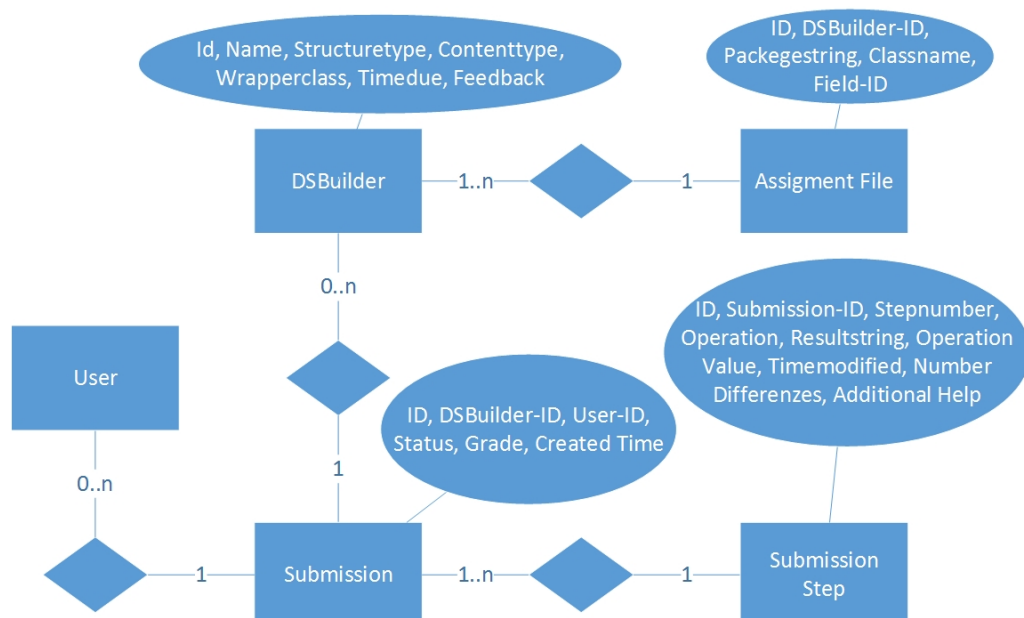 Id, Name, Structuretype, Contenttype,
Wrapperclass, Timedue, Feedback
ID, DSBuilder-ID,
Packegestring, Classname,
Field-ID
DSBuilder
1..n
1
Assigment File
0..n
ID, Submission-ID, Stepnumber,
Operation, Resultstring, Operation
Value, Timemodified, Number
Differenzes, Additional Help
User
ID, DSBuilder-ID, User-ID,
Status, Grade, Created Time
0..n
1
1
Submission
1..n
1
Submission
Step